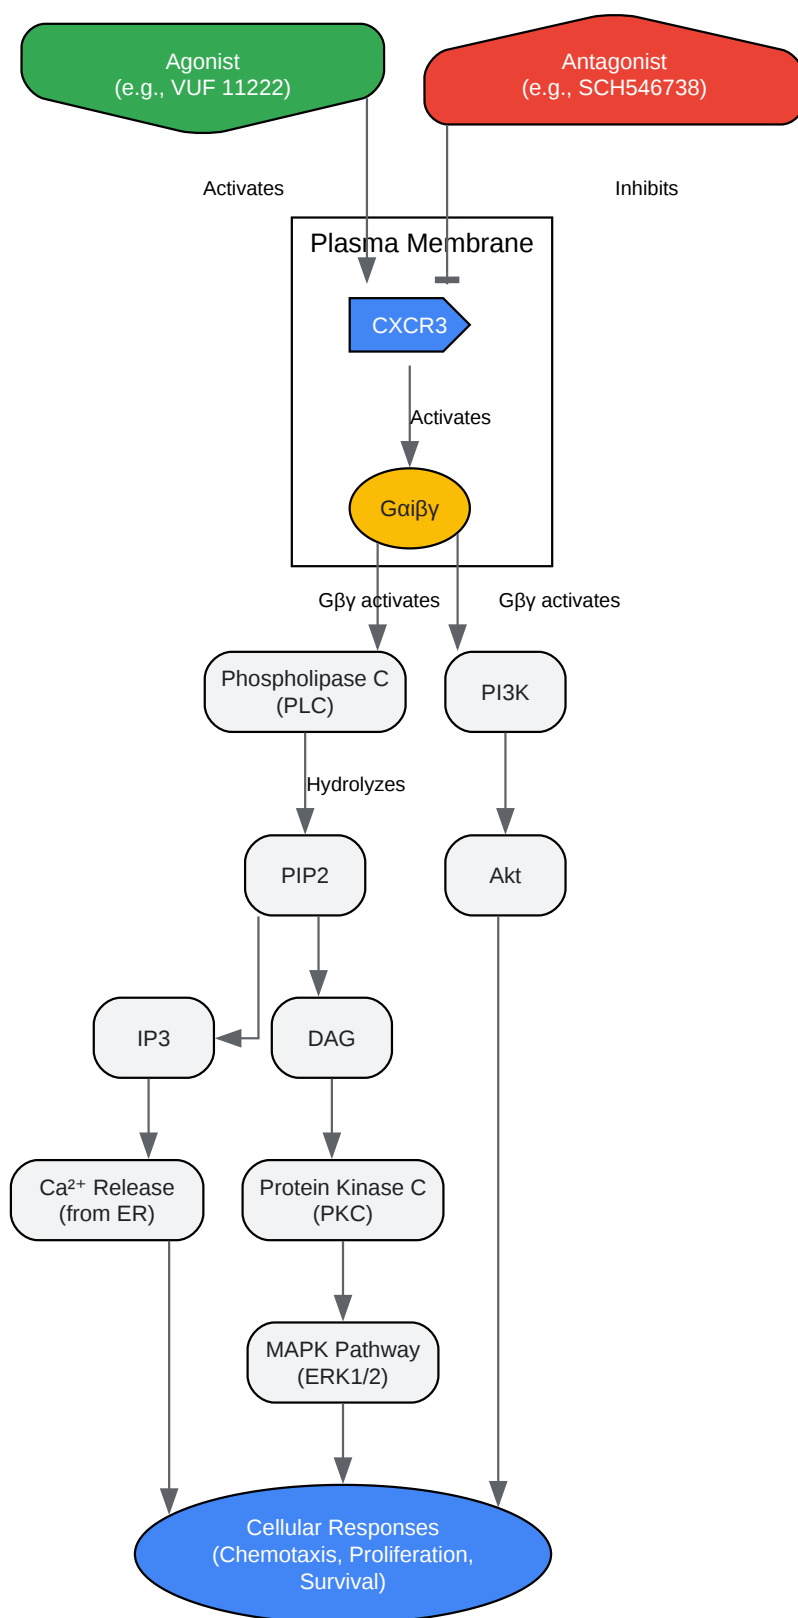 Agonist
(e.g., VUF 11222)
Antagonist
(e.g., SCH546738)
Activates
Inhibits
Plasma Membrane
CXCR3
Activates
Gαiβγ
Gβγ activates
Gβγ activates
Phospholipase C
(PLC)
PI3K
Hydrolyzes
PIP2
Akt
IP3
DAG
Ca²⁺ Release
(from ER)
Protein Kinase C
(PKC)
MAPK Pathway
(ERK1/2)
Cellular Responses
(Chemotaxis, Proliferation,
Survival)